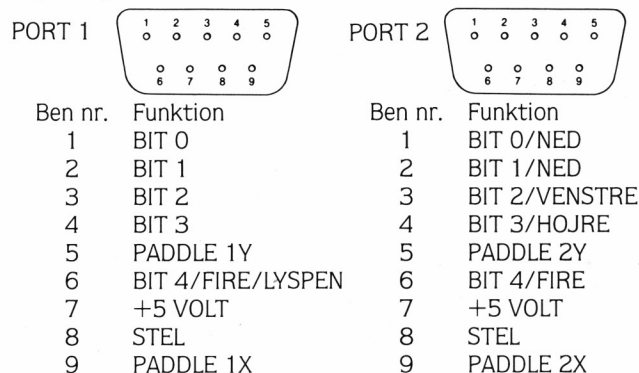 PORT 1
1 2 3 4 5
6 7 8 9
Ben nr. Funktion
1 BIT 0
2 BIT 1
3 BIT 2
4 BIT 3
5 PADDLE 1Y
6 BIT 4/FIRE/LYSPEN
7 +5 VOLT
8 STEL
9 PADDLE 1X
PORT 2
1 2 3 4 5
6 7 8 9
Ben nr. Funktion
1 BIT 0/NED
2 BIT 1/NED
3 BIT 2/VENSTRE
4 BIT 3/HOJRE
5 PADDLE 2Y
6 BIT 4/FIRE
7 +5 VOLT
8 STEL
9 PADDLE 2X